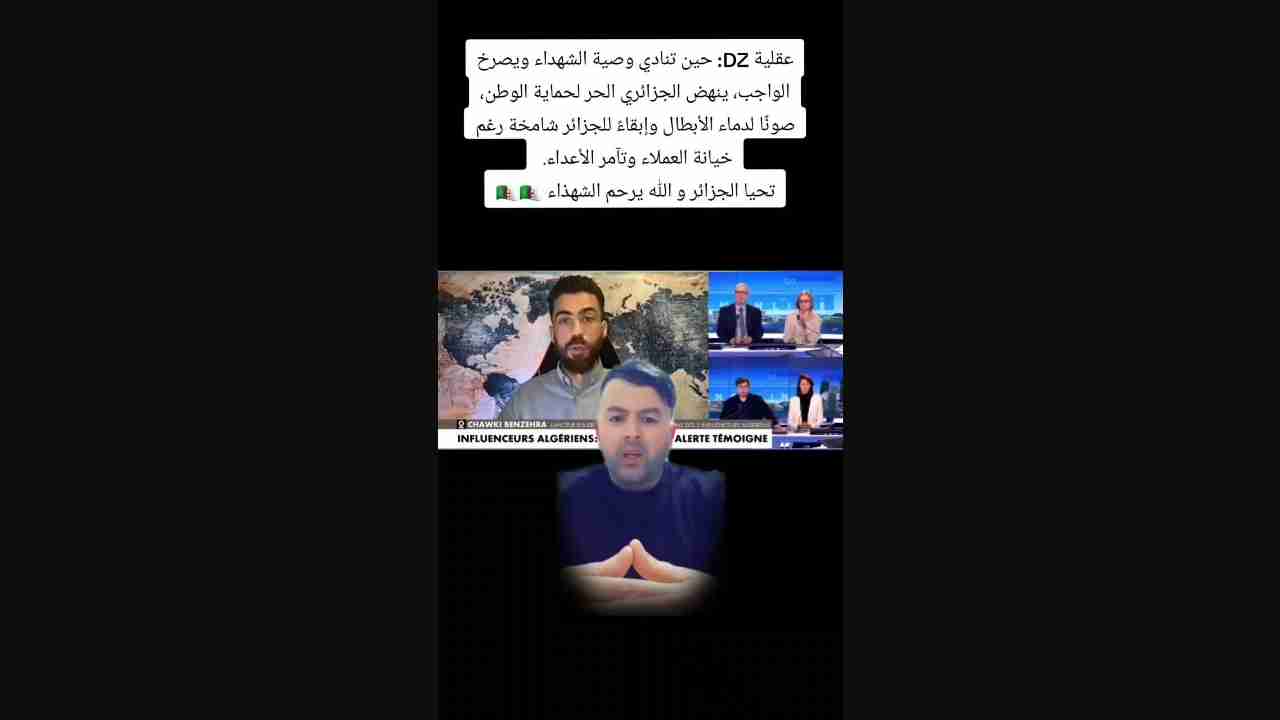 عقلية DZ: حين تنادي وصية الشهداء ويصرخ
الواجب، ينهض الجزائري الحر لحماية الوطن،
صونًا لدماء الأبطال وإبقاءً للجزائر شامخة رغم
خيانة العملاء وتآمر الأعداء.
تحيا الجزائر و الله يرحم الشهذاء 🇩🇿🇩🇿
CHAWKI BENZEHRA
INFLUENCEURS ALGÉRIENS: ALERTE TÉMOIGNE